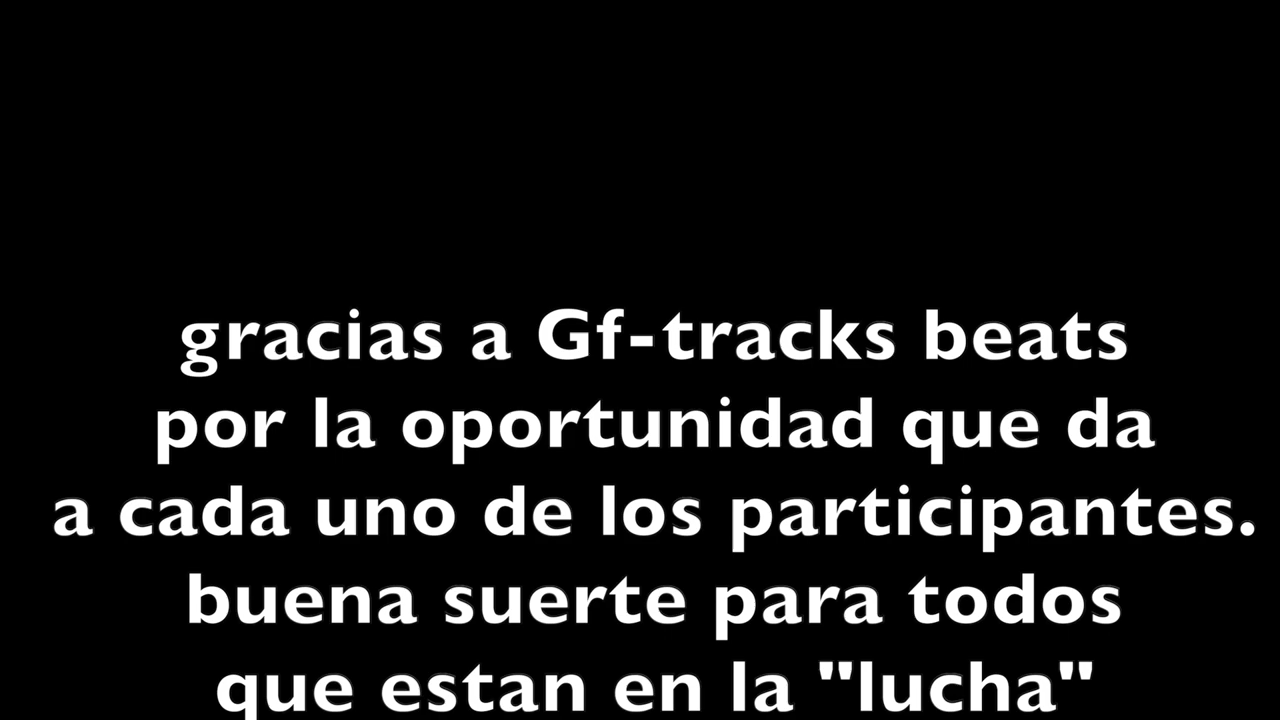 gracias a Gf-tracks beats
por la oportunidad que da
a cada uno de los participantes.
buena suerte para todos
que estan en la "lucha"